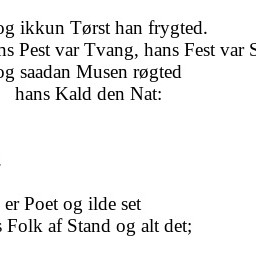 og ikkun Tørst han frygted.
ns Pest var Tvang, hans Fest var S
og saadan Musen røgted
hans Kald den Nat:
er Poet og ilde set
s Folk af Stand og alt det;